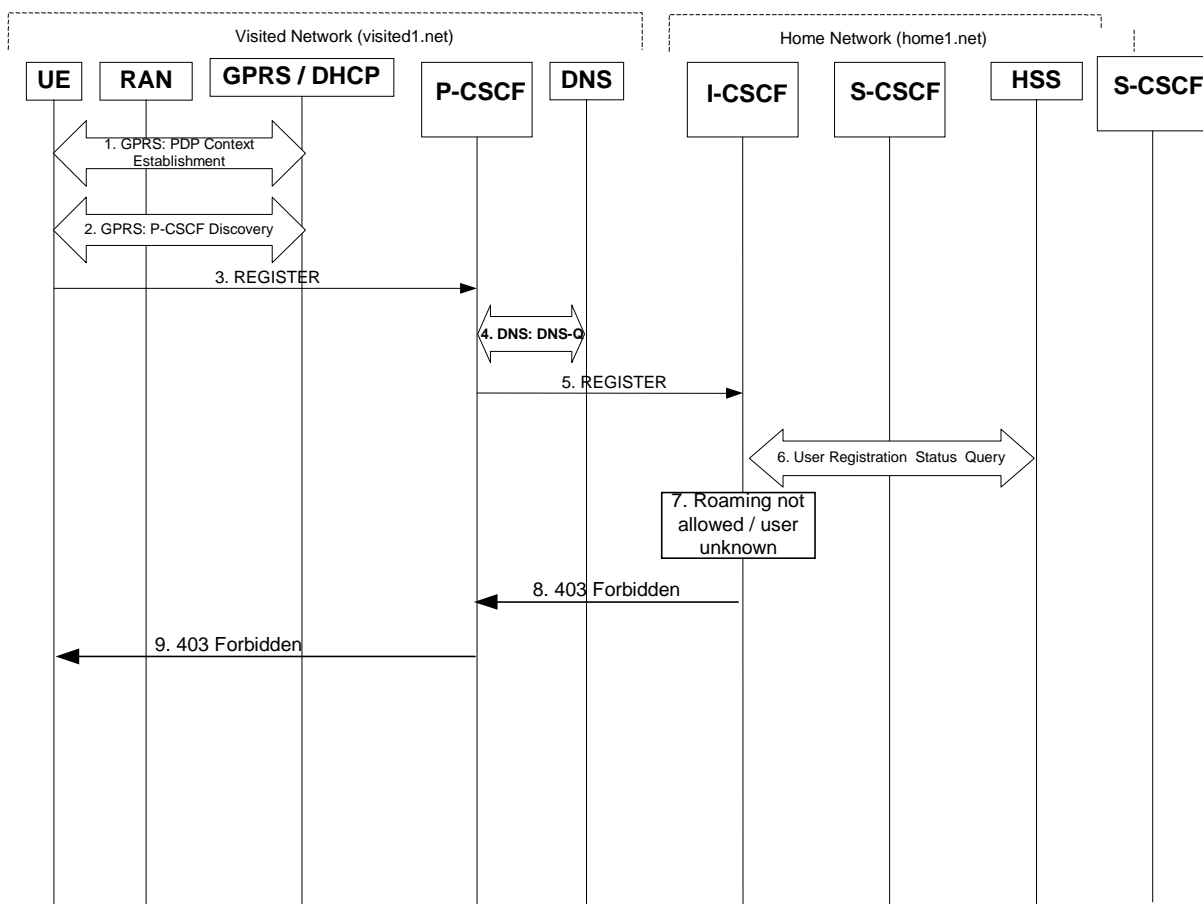 Visited Network (visited1.net)
Home Network (home1.net)
UE
RAN
GPRS / DHCP
P-CSCF
DNS
I-CSCF
S-CSCF
HSS
S-CSCF
1. GPRS: PDP Context
Establishment
2. GPRS: P-CSCF Discovery
3. REGISTER
4. DNS: DNS-Q
5. REGISTER
6. User Registration Status Query
7. Roaming not
allowed / user
unknown
8. 403 Forbidden
9. 403 Forbidden